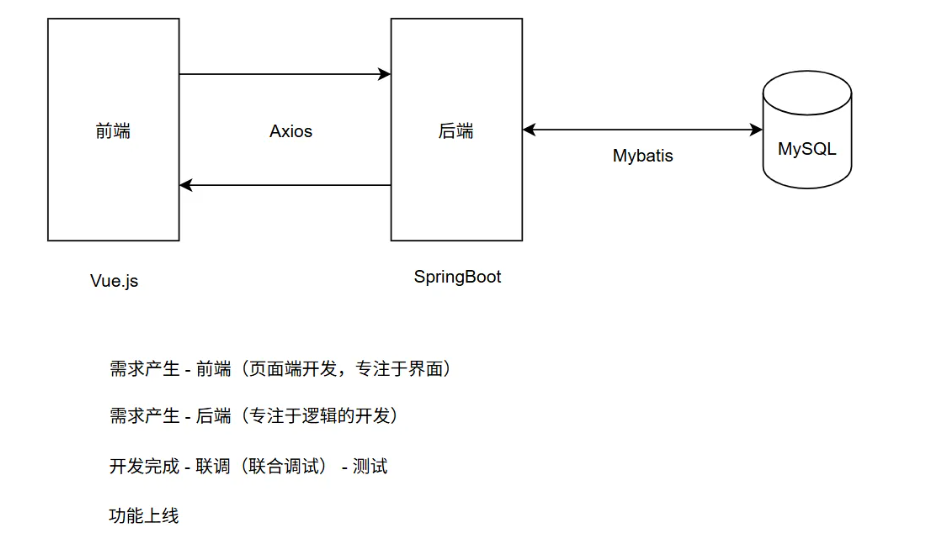 前端
Axios
后端
Mybatis
MySQL
Vue.js
SpringBoot
需求产生 - 前端（页面端开发，专注于界面）
需求产生 - 后端（专注于逻辑的开发）
开发完成 - 联调（联合调试） - 测试
功能上线